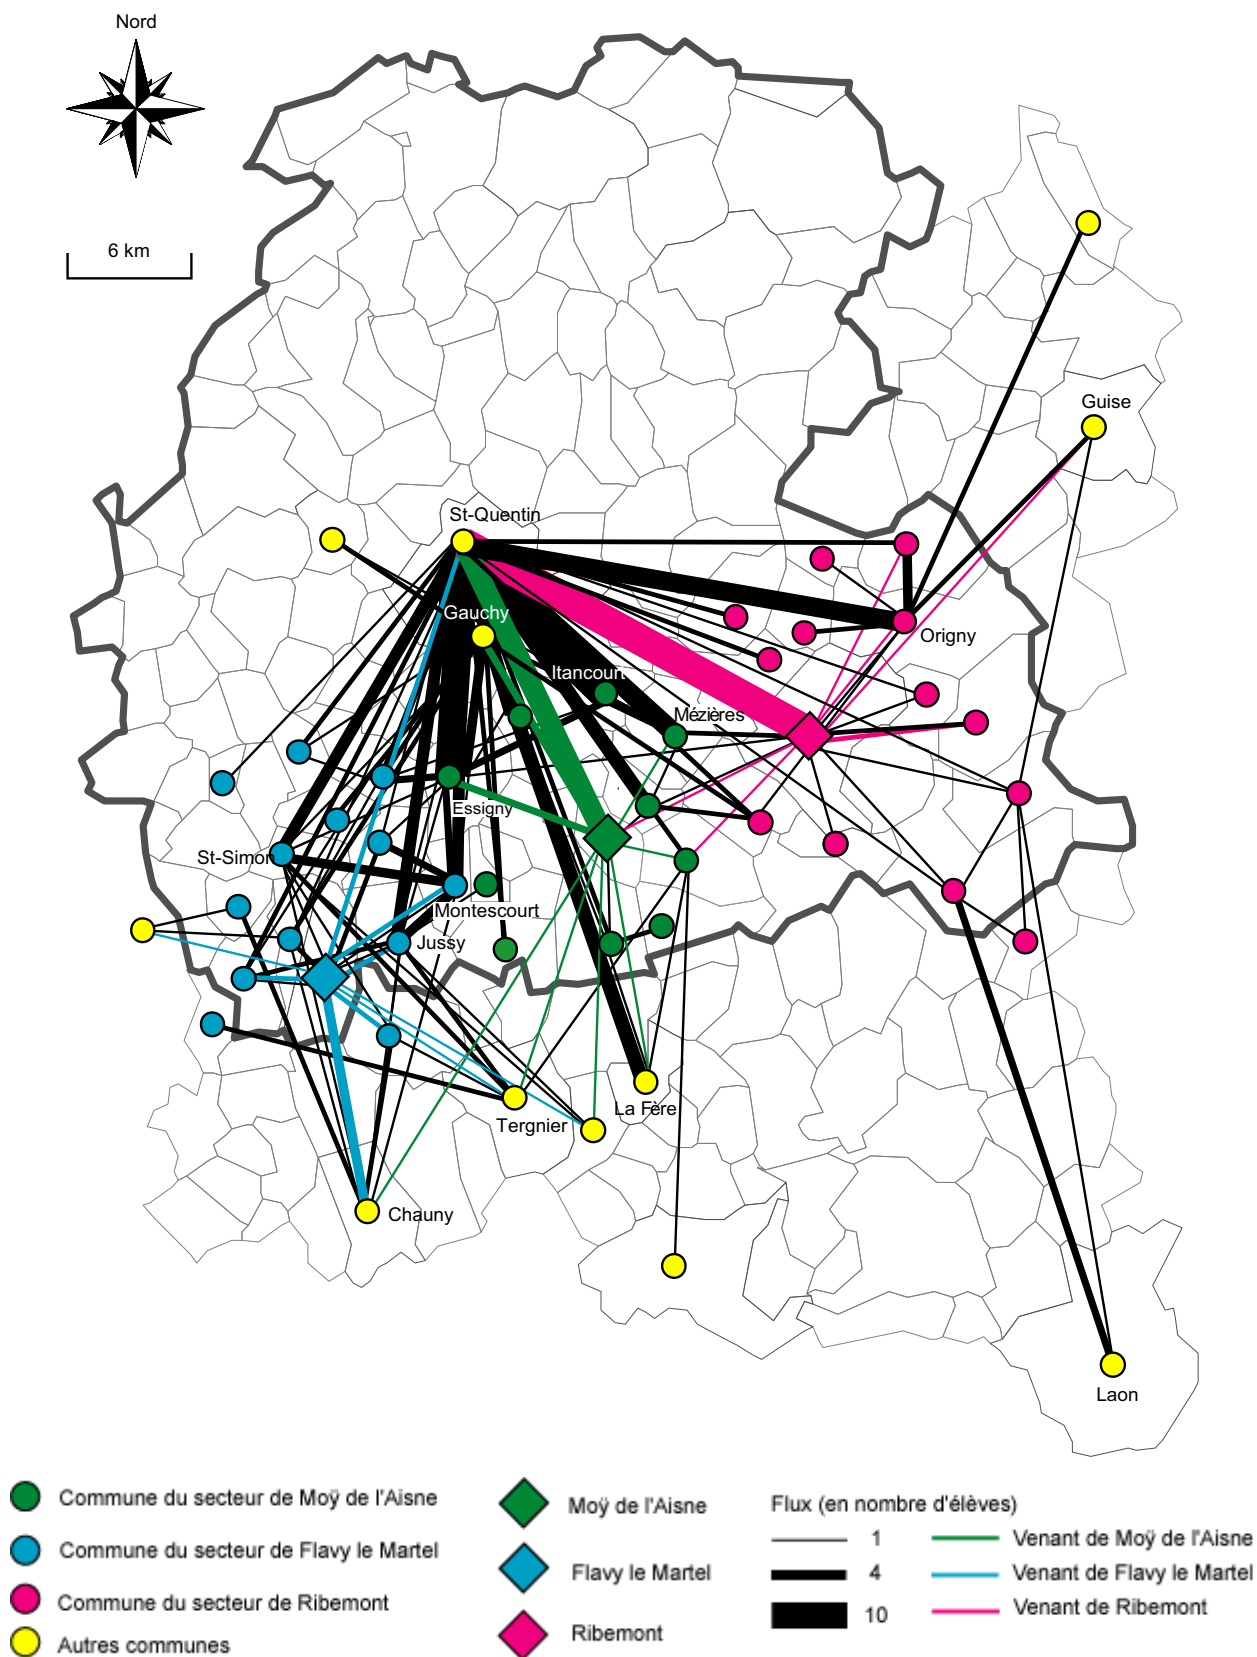 Nord
6 km
Guise
St-Quentin
Gauchy
Origny
Itancourt
Mézières
Essigny
St-Simon
Montescourt
Jussy
La Fère
Tergnier
Chauny
Laon
Commune du secteur de Moÿ de l'Aisne
Commune du secteur de Flavy le Martel
Commune du secteur de Ribemont
Autres communes
Moÿ de l'Aisne
Flavy le Martel
Ribemont
Flux (en nombre d'élèves)
1
4
10
Venant de Moÿ de l'Aisne
Venant de Flavy le Martel
Venant de Ribemont